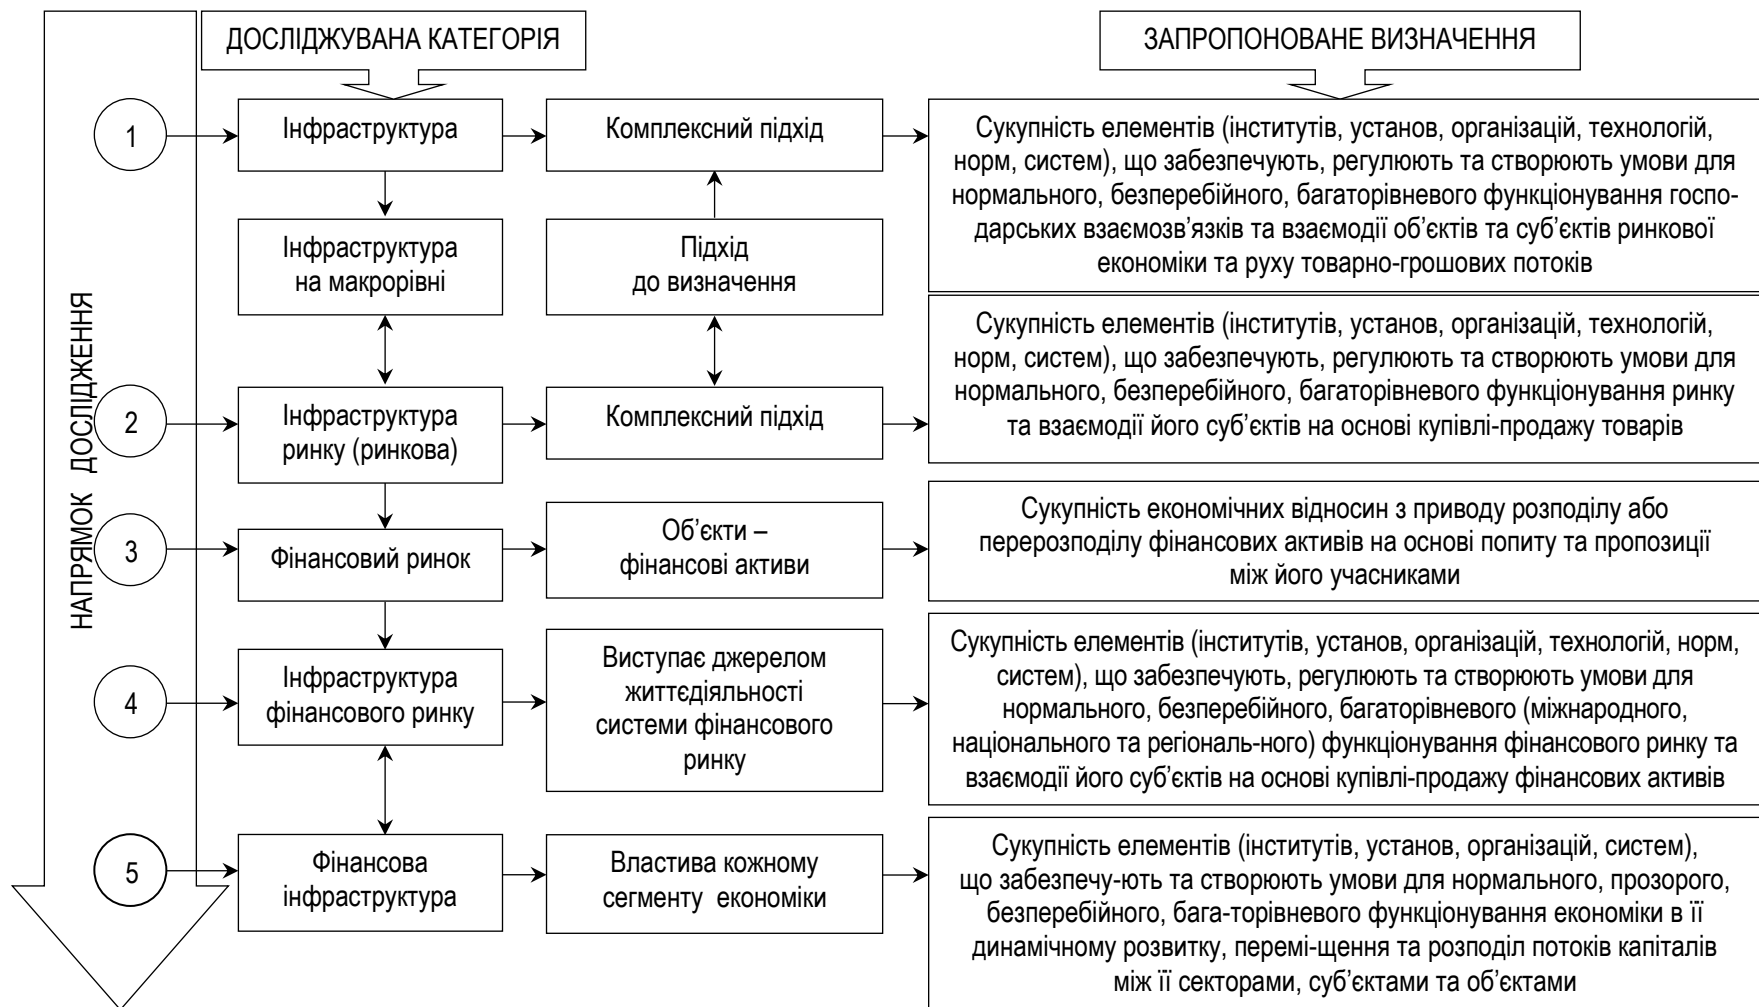 ДОСЛІДЖУВАНА КАТЕГОРІЯ
ЗАПРОПОНОВАНЕ ВИЗНАЧЕННЯ
НАПРЯМОК ДОСЛІДЖЕННЯ
1
Інфраструктура
Комплексний підхід
Сукупність елементів (інститутів, установ, організацій, технологій,
норм, систем), що забезпечують, регулюють та створюють умови для
нормального, безперебійного, багаторівневого функціонування госпо-
дарських взаємозв’язків та взаємодії об’єктів та суб’єктів ринкової
економіки та руху товарно-грошових потоків
Інфраструктура
на макрорівні
Підхід
до визначення
2
Інфраструктура
ринку (ринкова)
Комплексний підхід
Сукупність елементів (інститутів, установ, організацій, технологій,
норм, систем), що забезпечують, регулюють та створюють умови для
нормального, безперебійного, багаторівневого функціонування ринку
та взаємодії його суб’єктів на основі купівлі-продажу товарів
3
Фінансовий ринок
Об’єкти –
фінансові активи
Сукупність економічних відносин з приводу розподілу або
перерозподілу фінансових активів на основі попиту та пропозиції
між його учасниками
4
Інфраструктура
фінансового ринку
Виступає джерелом
життєдіяльності
системи фінансового
ринку
Сукупність елементів (інститутів, установ, організацій, технологій, норм,
систем), що забезпечують, регулюють та створюють умови для
нормального, безперебійного, багаторівневого (міжнародного,
національного та регіональ-ного) функціонування фінансового ринку та
взаємодії його суб’єктів на основі купівлі-продажу фінансових активів
5
Фінансова
інфраструктура
Властива кожному
сегменту економіки
Сукупність елементів (інститутів, установ, організацій, систем),
що забезпечу-ють та створюють умови для нормального, прозорого,
безперебійного, бага-торівневого функціонування економіки в її
динамічному розвитку, перемі-щення та розподіл потоків капіталів
між її секторами, суб’єктами та об’єктами